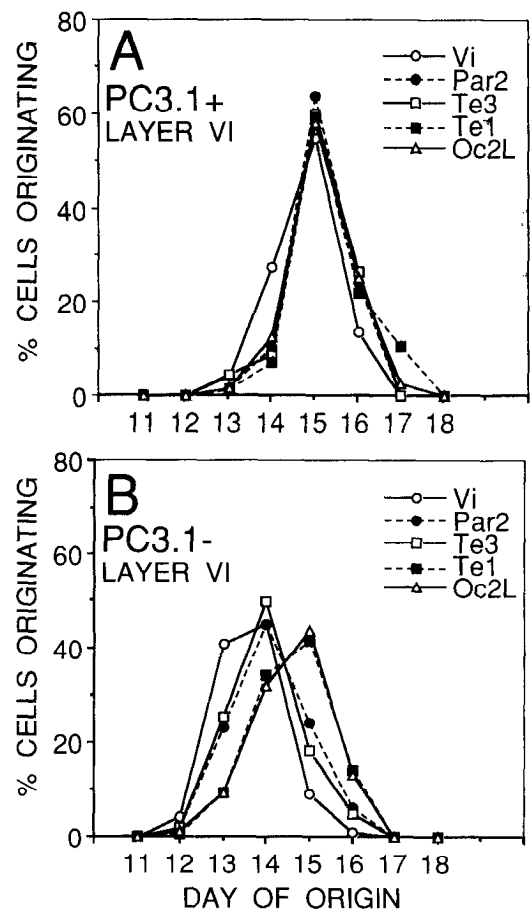 80
60
40
20
0
% CELLS ORIGINATING
A
PC3.1+
LAYER VI
Vi
Par2
Te3
Te1
Oc2L
11 12 13 14 15 16 17 18
80
60
40
20
0
% CELLS ORIGINATING
B
PC3.1-
LAYER VI
Vi
Par2
Te3
Te1
Oc2L
11 12 13 14 15 16 17 18
DAY OF ORIGIN